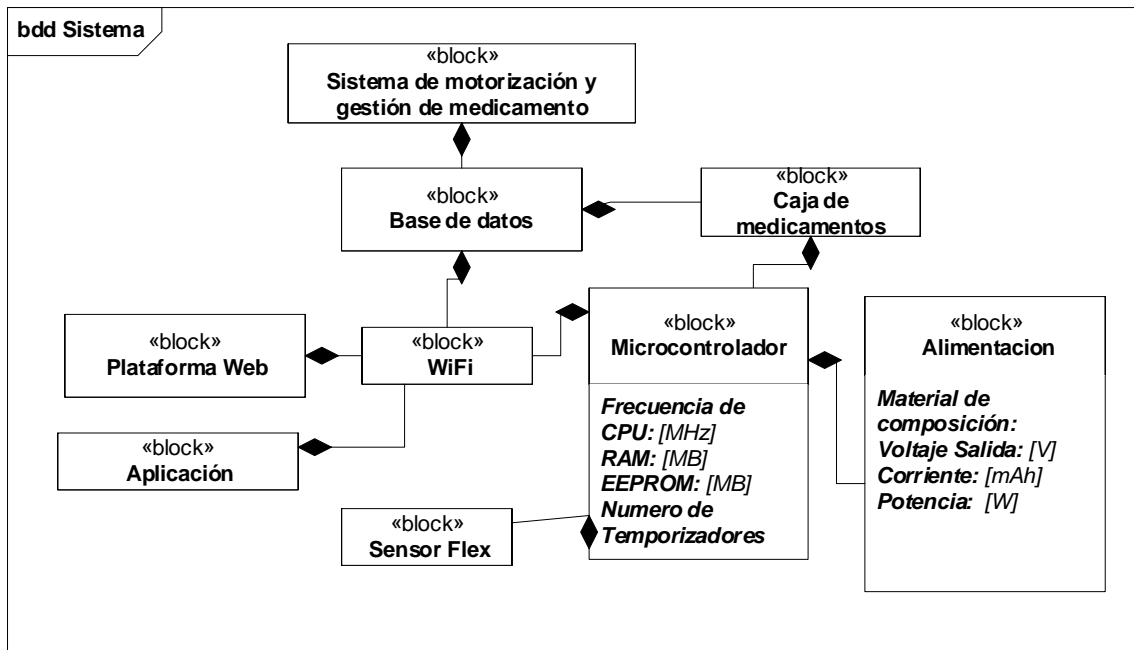 bdd Sistema
«block»
Sistema de motorización y
gestión de medicamento
«block»
Base de datos
«block»
Caja de
medicamentos
«block»
Plataforma Web
«block»
WiFi
«block»
Aplicación
«block»
Sensor Flex
«block»
Microcontrolador
Frecuencia de
CPU: [MHz]
RAM: [MB]
EEPROM: [MB]
Numero de
Temporizadores
«block»
Alimentacion
Material de
composición:
Voltaje Salida: [V]
Corriente: [mAh]
Potencia: [W]